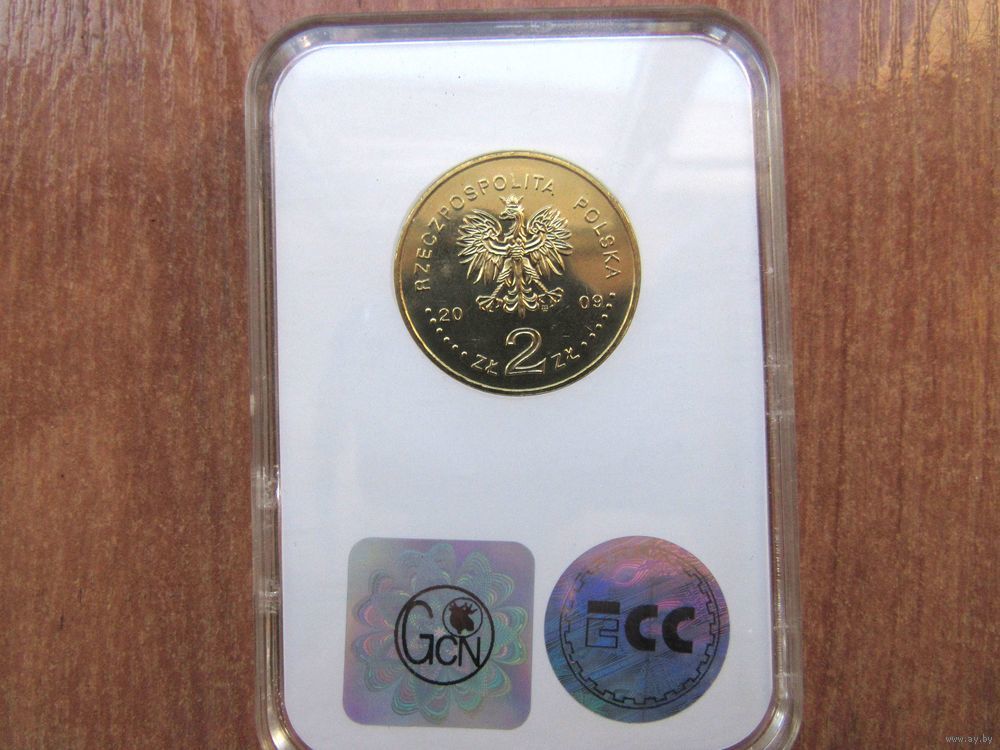 RZECZPOSPOLITA POLSKA
20 09
ZŁ 2 ZŁ
GCN
ECC
www.ay.by